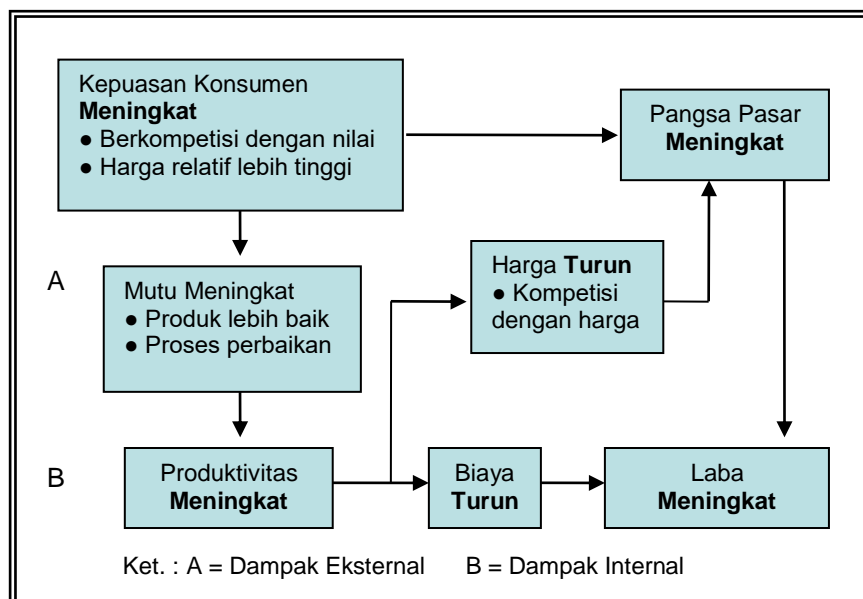 Kepuasan Konsumen
Meningkat
● Berkompetisi dengan nilai
● Harga relatif lebih tinggi
Pangsa Pasar
Meningkat
A
Mutu Meningkat
● Produk lebih baik
● Proses perbaikan
Harga Turun
● Kompetisi
dengan harga
B
Produktivitas
Meningkat
Biaya
Turun
Laba
Meningkat
Ket. : A = Dampak Eksternal B = Dampak Internal